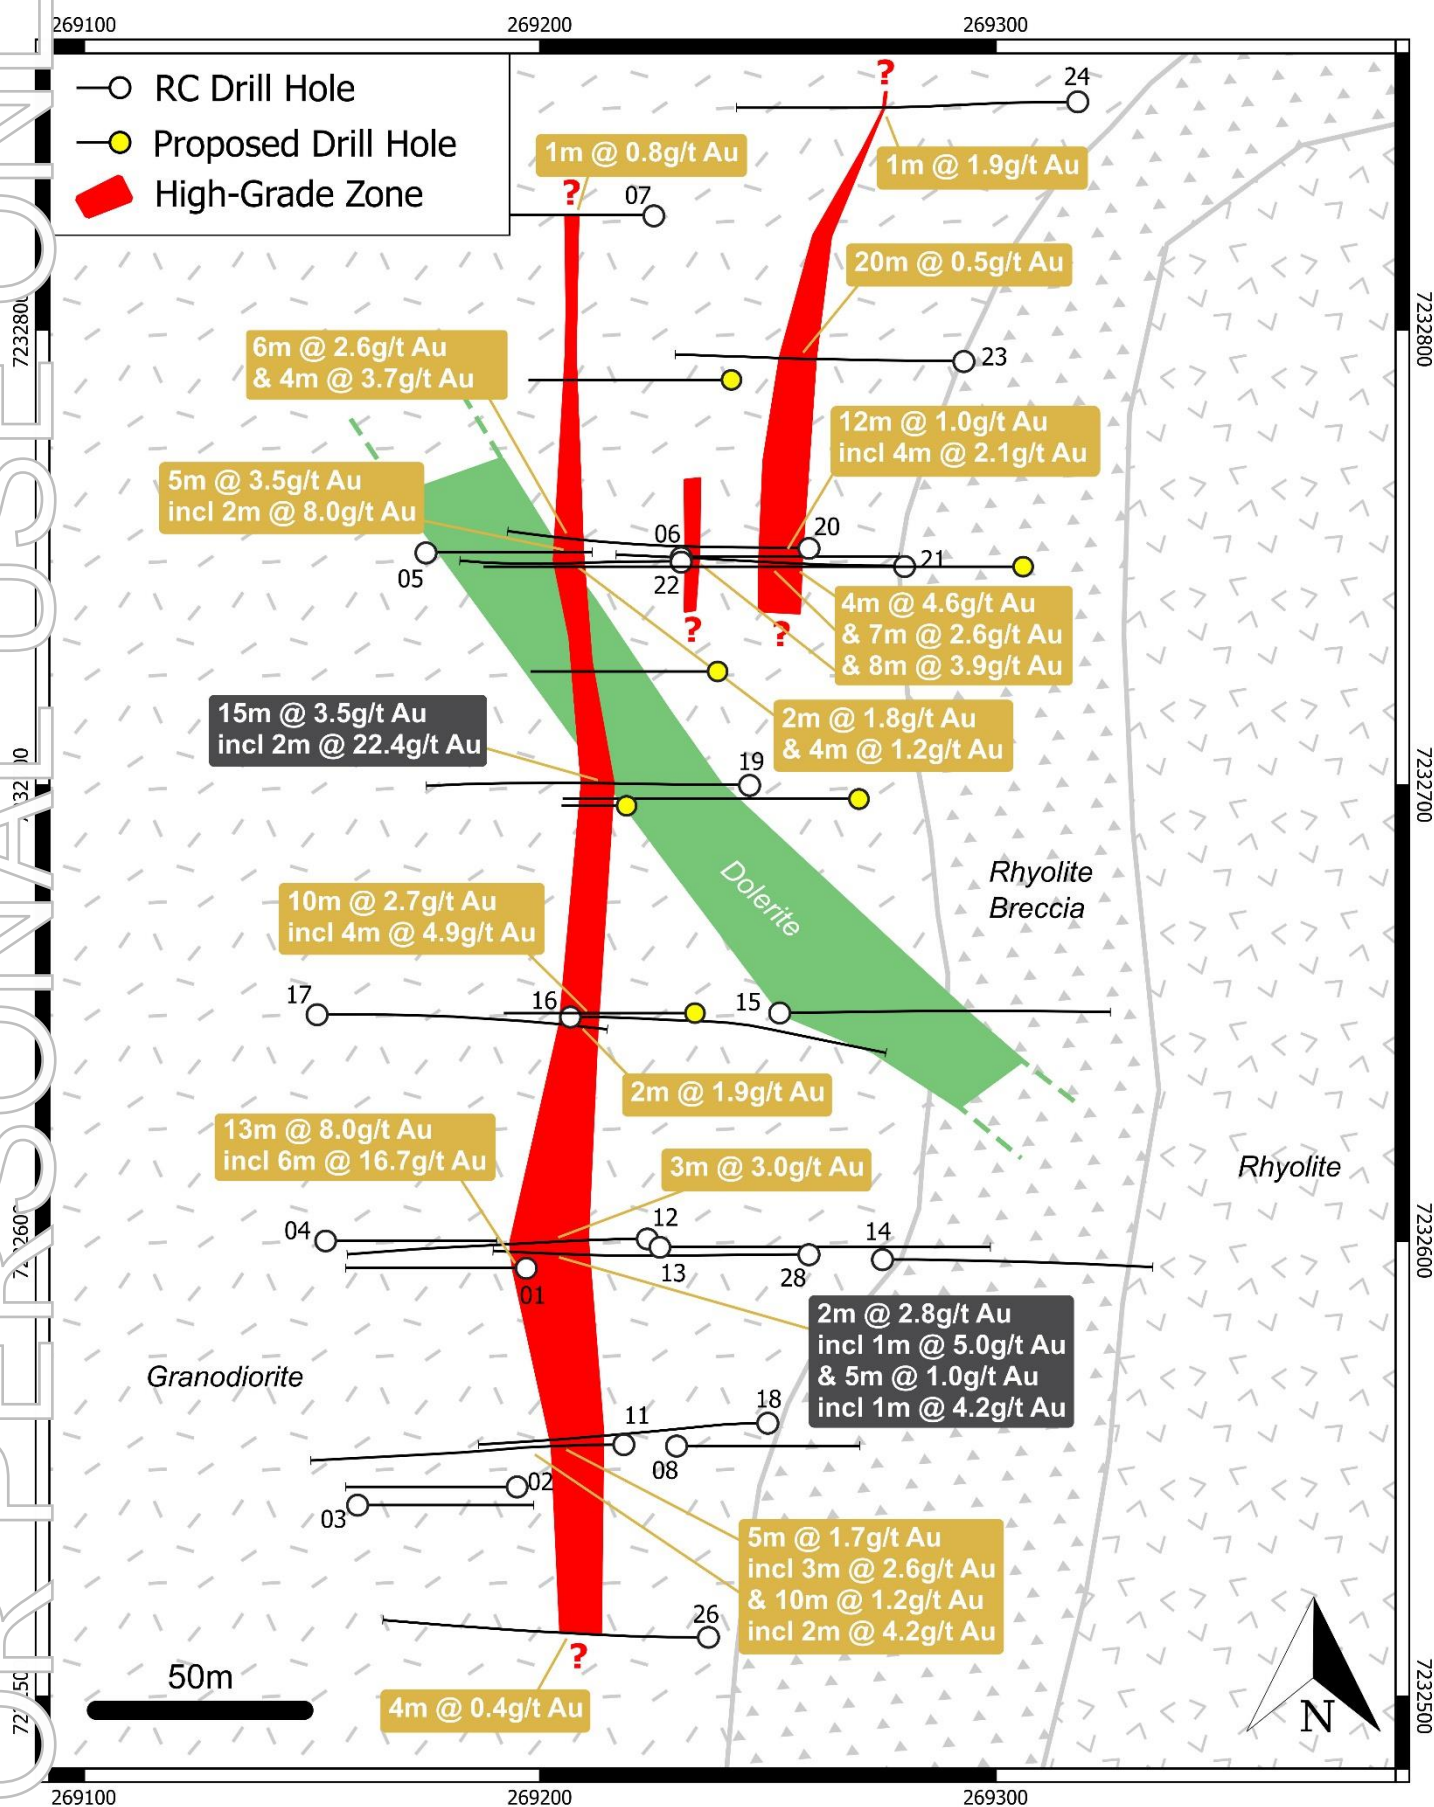 269100
269200
269300
RC Drill Hole
Proposed Drill Hole
High-Grade Zone
?
24
1m @ 0.8g/t Au
1m @ 1.9g/t Au
?
07
20m @ 0.5g/t Au
7232800
7232800
6m @ 2.6g/t Au
& 4m @ 3.7g/t Au
23
12m @ 1.0g/t Au
incl 4m @ 2.1g/t Au
5m @ 3.5g/t Au
incl 2m @ 8.0g/t Au
06
20
21
05
22
4m @ 4.6g/t Au
& 7m @ 2.6g/t Au
& 8m @ 3.9g/t Au
?
?
15m @ 3.5g/t Au
incl 2m @ 22.4g/t Au
2m @ 1.8g/t Au
& 4m @ 1.2g/t Au
19
7232700
Dolerite
Rhyolite
Breccia
10m @ 2.7g/t Au
incl 4m @ 4.9g/t Au
17
16
15
2m @ 1.9g/t Au
13m @ 8.0g/t Au
incl 6m @ 16.7g/t Au
3m @ 3.0g/t Au
Rhyolite
04
12
14
7232600
13
28
01
2m @ 2.8g/t Au
incl 1m @ 5.0g/t Au
& 5m @ 1.0g/t Au
incl 1m @ 4.2g/t Au
Granodiorite
18
11
08
02
03
5m @ 1.7g/t Au
incl 3m @ 2.6g/t Au
& 10m @ 1.2g/t Au
incl 2m @ 4.2g/t Au
26
?
50m
4m @ 0.4g/t Au
N
7232500
269100
269200
269300